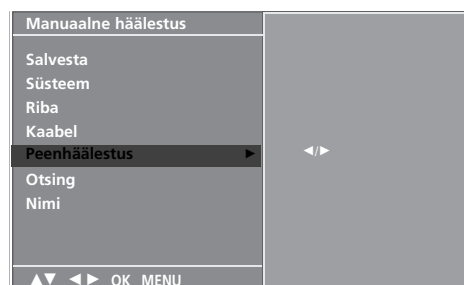 Manuaalne häälestus
Salvesta
Süsteem
Riba
Kaabel
Peenhäälestus ►
◄/►
Otsing
Nimi
▲▼ ◄► OK MENU